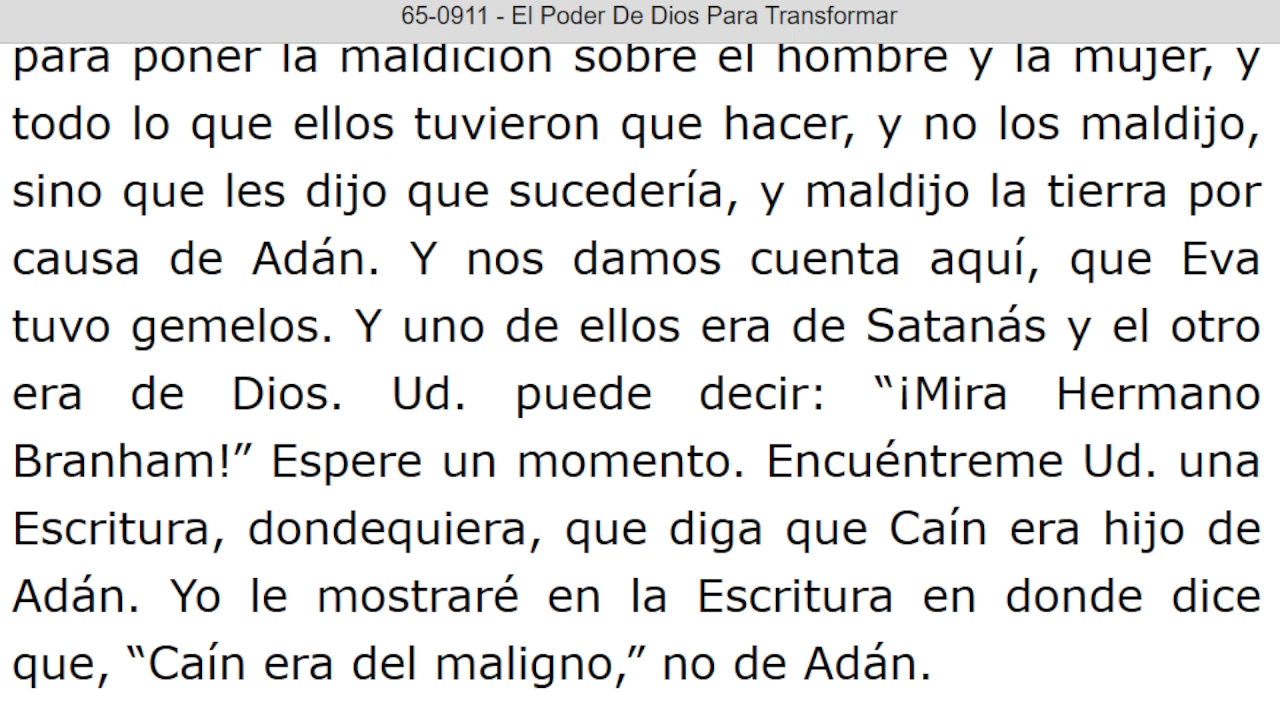 65-0911 - El Poder De Dios Para Transformar
para poner la maldición sobre el hombre y la mujer, y
todo lo que ellos tuvieron que hacer, y no los maldijo,
sino que les dijo que sucedería, y maldijo la tierra por
causa de Adán. Y nos damos cuenta aquí, que Eva
tuvo gemelos. Y uno de ellos era de Satanás y el otro
era de Dios. Ud. puede decir: “¡Mira Hermano
Branham!” Espere un momento. Encuéntreme Ud. una
Escritura, dondequiera, que diga que Caín era hijo de
Adán. Yo le mostraré en la Escritura en donde dice
que, “Caín era del maligno,” no de Adán.